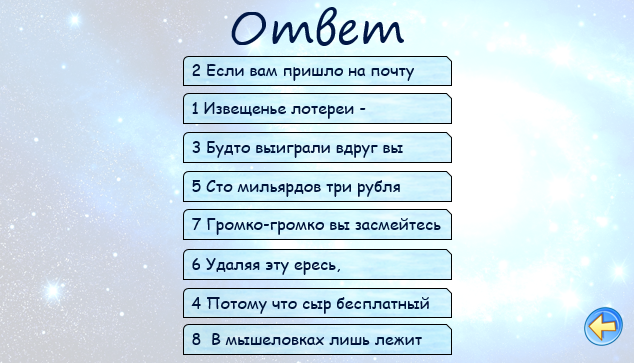 Ответ
2 Если вам пришло на почту
1 Извещенье лотереи -
3 Будто выиграли вдруг вы
5 Сто мильярдов три рубля
7 Громко-громко вы засмейтесь
6 Удаляя эту ересь,
4 Потому что сыр бесплатный
8 В мышеловках лишь лежит